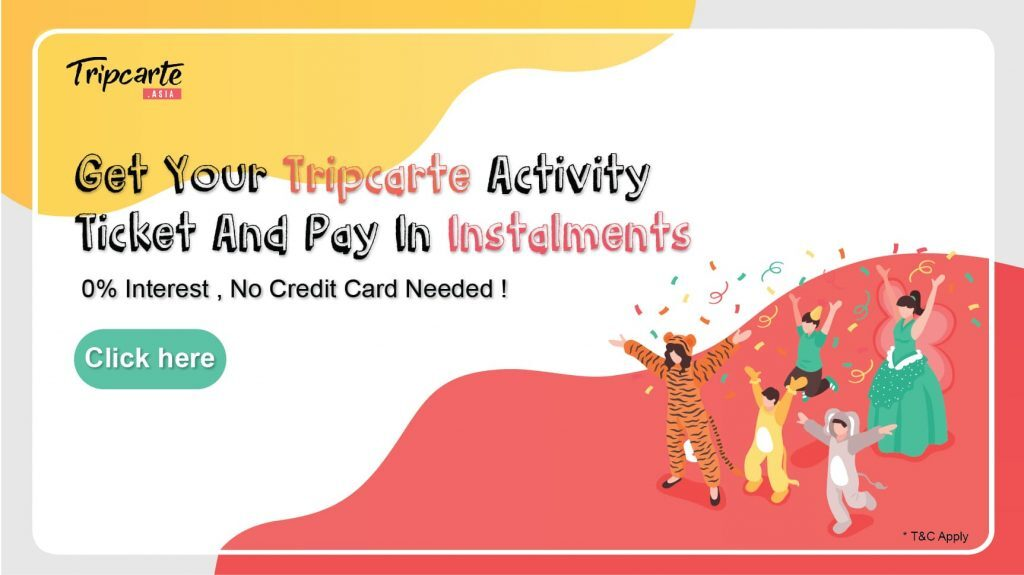 Tripcarte
.ASIA
Get Your Tripcarte Activity
Ticket And Pay In Instalments
0% Interest , No Credit Card Needed !
Click here
* T&C Apply